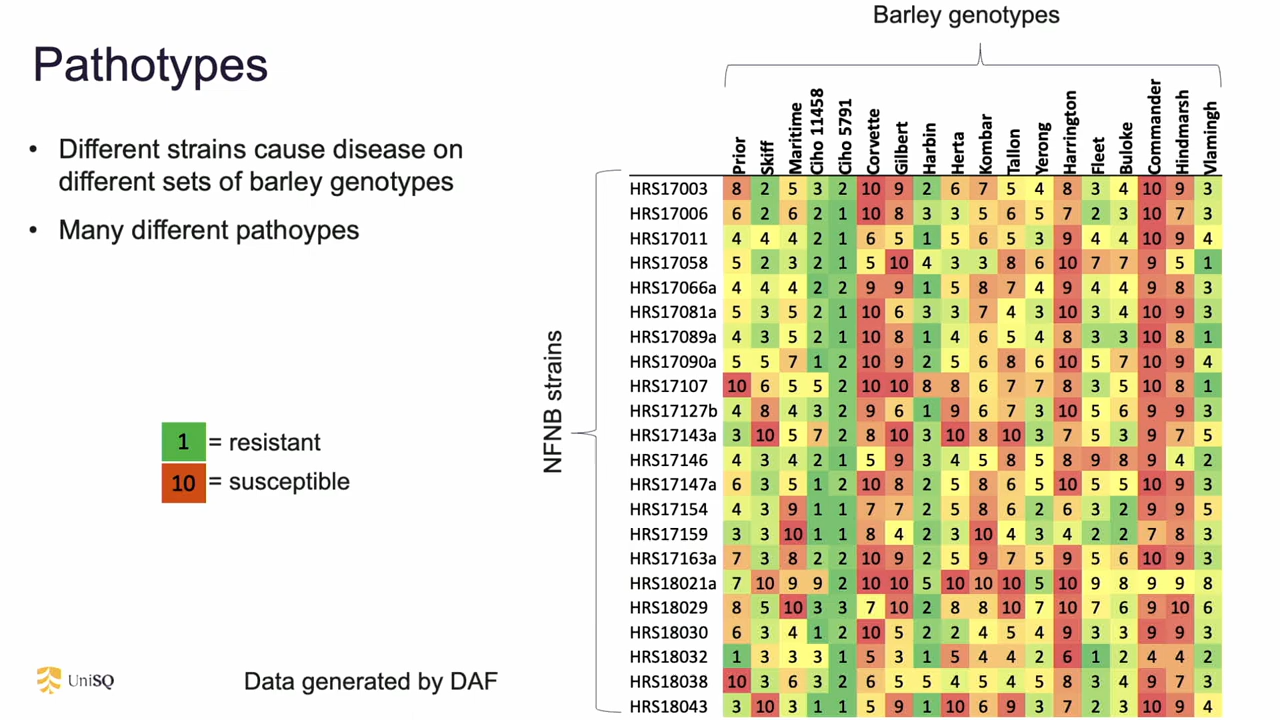 Barley genotypes
Pathotypes
• Different strains cause disease on
different sets of barley genotypes
• Many different pathoypes
1 = resistant
10 = susceptible
NFNB strains
Prior Skiff Maritime Ciho 11458 Ciho 5791 Corvette Gilbert Harbin Herta Kombar Tallon Yerong Harrington Fleet Buloke Commander Hindmarsh Vlamingh
HRS17003 8 2 5 3 2 10 9 2 6 7 5 4 8 3 4 10 9 3
HRS17006 6 2 6 2 1 10 8 3 3 5 6 5 7 2 3 10 7 3
HRS17011 4 4 4 2 1 6 5 1 5 6 5 3 9 4 4 10 9 4
HRS17058 5 2 3 2 1 5 10 4 3 3 8 6 10 7 7 9 5 1
HRS17066a 4 4 4 2 2 9 9 1 5 8 7 4 9 4 4 9 8 3
HRS17081a 5 3 5 2 1 10 6 3 3 7 4 3 10 3 4 10 9 3
HRS17089a 4 3 5 2 1 10 8 1 4 6 5 4 8 3 3 10 8 1
HRS17090a 5 5 7 1 2 10 9 2 5 6 8 6 10 5 7 10 9 4
HRS17107 10 6 5 5 2 10 10 8 8 6 7 7 8 3 5 10 8 1
HRS17127b 4 8 4 3 2 9 6 1 9 6 7 3 10 5 6 9 9 3
HRS17143a 3 10 5 7 2 8 10 3 10 8 10 3 7 5 3 9 7 5
HRS17146 4 3 4 2 1 5 9 3 4 5 8 5 8 9 8 9 4 2
HRS17147a 6 3 5 1 2 10 8 2 5 8 6 5 10 5 5 10 9 3
HRS17154 4 3 9 1 1 7 7 2 5 8 6 2 6 3 2 9 9 5
HRS17159 3 3 10 1 1 8 4 2 3 10 4 3 4 2 2 7 8 3
HRS17163a 7 3 8 2 2 10 9 2 5 9 7 5 9 5 6 10 9 3
HRS18021a 7 10 9 9 2 10 10 5 10 10 10 5 10 9 8 9 9 8
HRS18029 8 5 10 3 3 7 10 2 8 8 10 7 10 7 6 9 10 6
HRS18030 6 3 4 1 2 10 5 2 2 4 5 4 9 3 3 9 9 3
HRS18032 1 3 3 3 1 5 3 1 5 4 4 2 6 1 2 4 4 2
HRS18038 10 3 6 3 2 6 5 5 4 5 4 5 8 3 4 9 7 3
HRS18043 3 10 3 1 1 5 9 1 10 6 9 3 7 2 3 10 9 4
UniSQ
Data generated by DAF